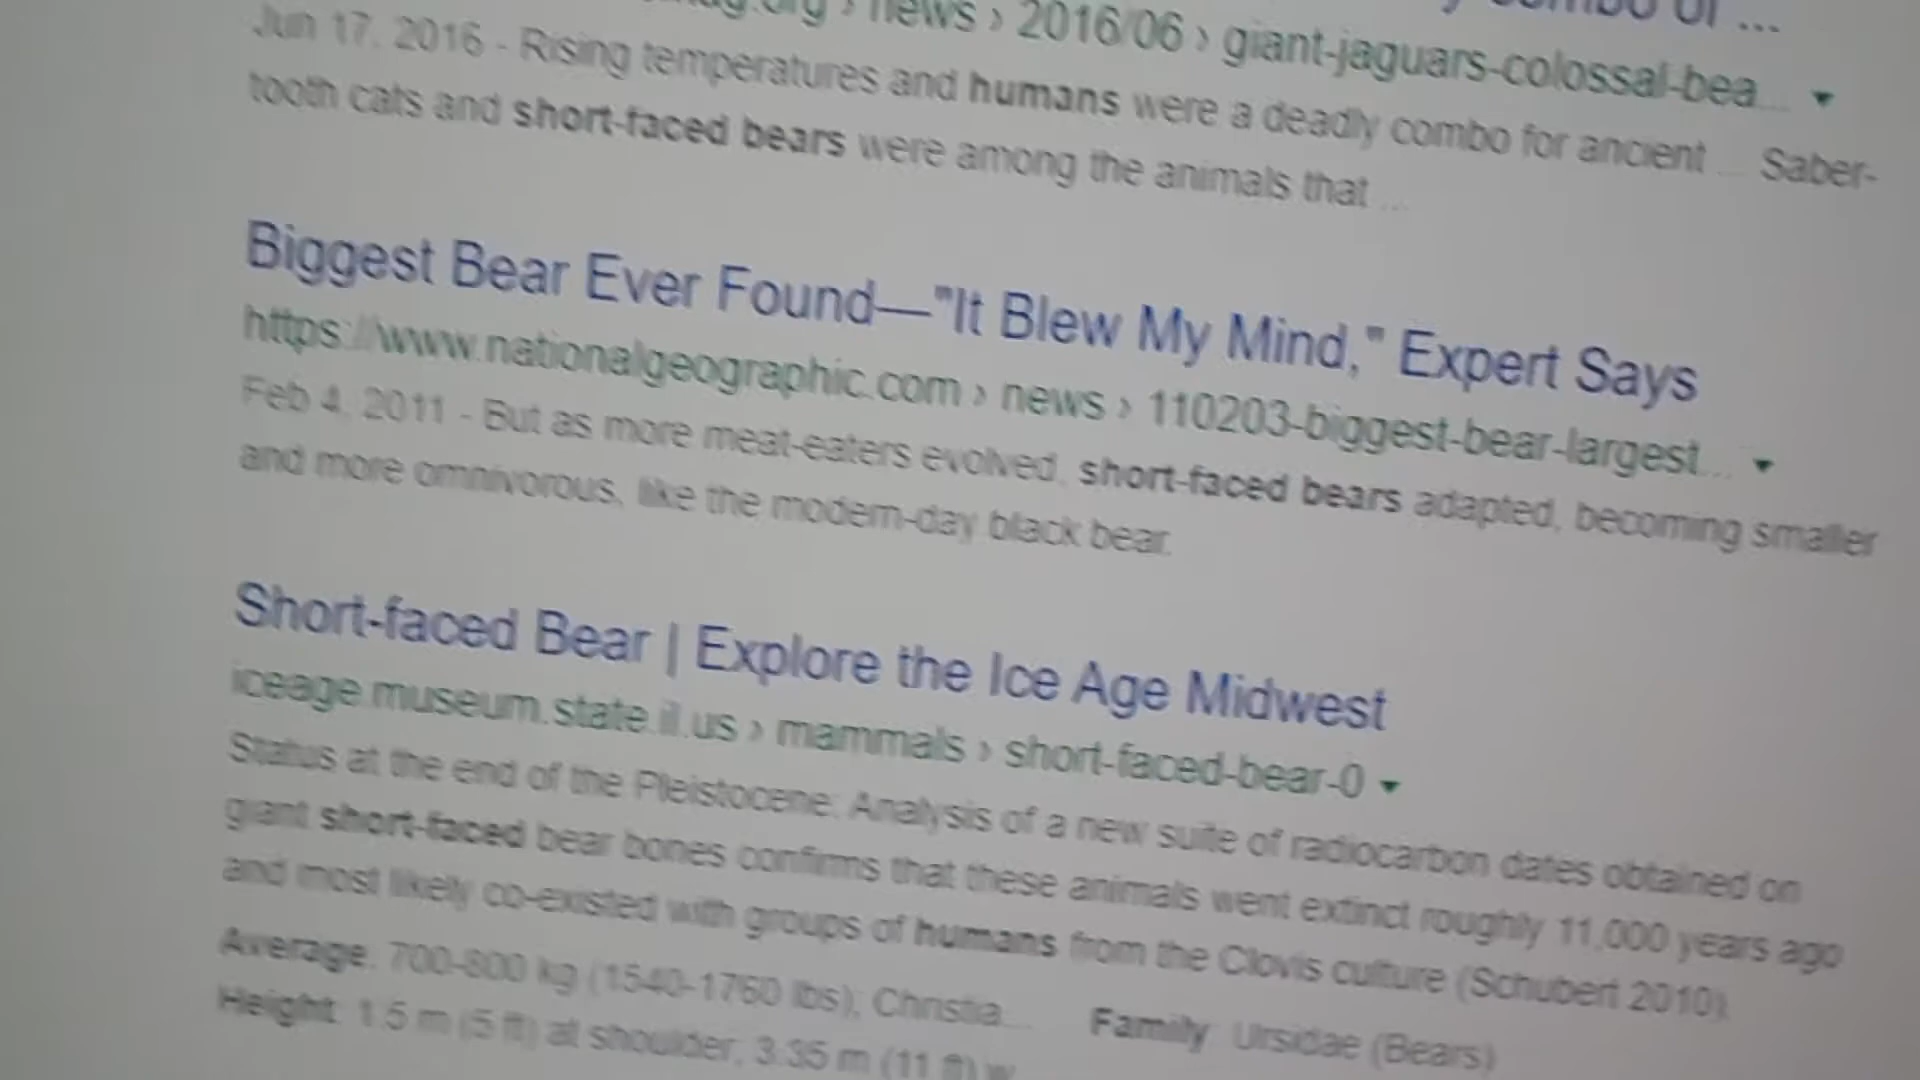 news › 2016/06 › giant-jaguars-colossal-bea...
Jun 17, 2016 - Rising temperatures and humans were a deadly combo for ancient ... Saber-
tooth cats and short-faced bears were among the animals that ...
Biggest Bear Ever Found—"It Blew My Mind," Expert Says
https://www.nationalgeographic.com › news › 110203-biggest-bear-largest...
Feb 4, 2011 - But as more meat-eaters evolved, short-faced bears adapted, becoming smaller
and more omnivorous, like the modern-day black bear.
Short-faced Bear | Explore the Ice Age Midwest
iceage.museum.state.il.us › mammals › short-faced-bear-0
Status at the end of the Pleistocene: Analysis of a new suite of radiocarbon dates obtained on
giant short-faced bear bones confirms that these animals went extinct roughly 11,000 years ago
and most likely co-existed with groups of humans from the Clovis culture (Schubert 2010).
Average: 700-800 kg (1540-1760 lbs); Christia... Family: Ursidae (Bears)
Height: 1.5 m (5 ft) at shoulder; 3.35 m (11 ft) w